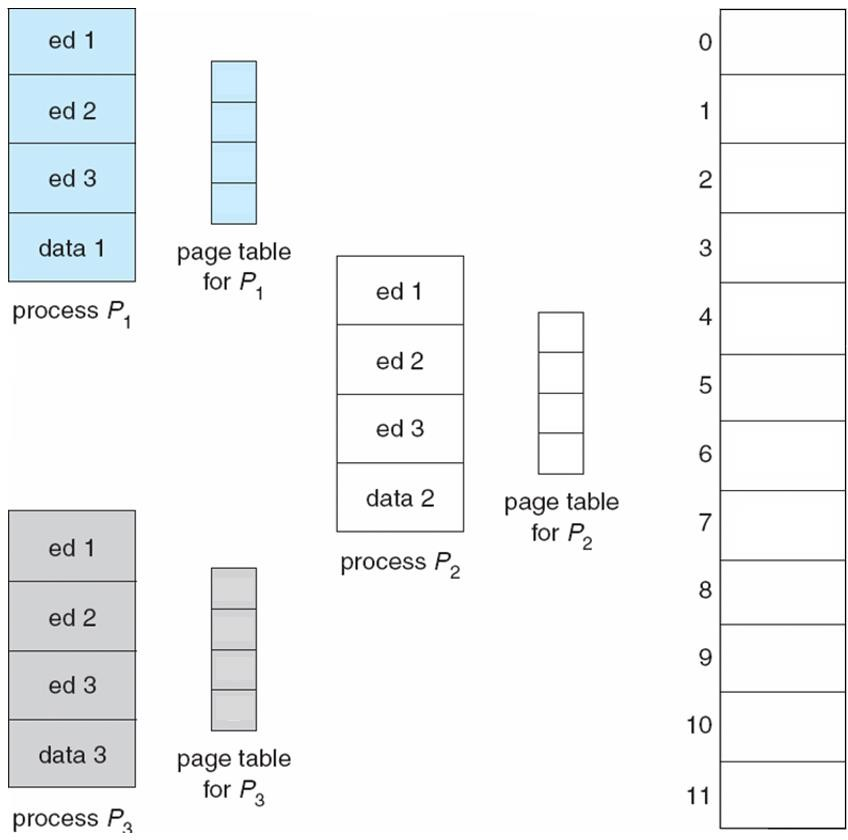 ed 1
ed 2
ed 3
data 1
process P1
page table
for P1
ed 1
ed 2
ed 3
data 2
process P2
page table
for P2
ed 1
ed 2
ed 3
data 3
process P3
page table
for P3
0
1
2
3
4
5
6
7
8
9
10
11